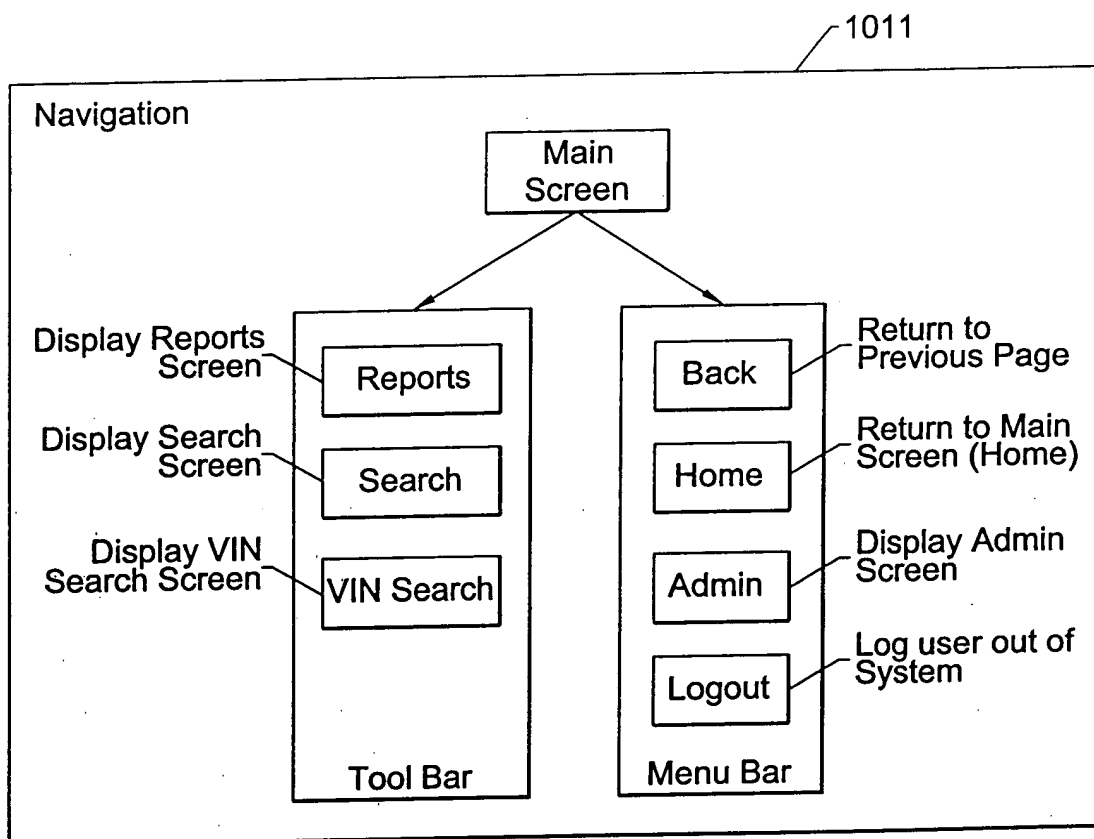 1011
Navigation
Main
Screen
Display Reports
Screen
Reports
Display Search
Screen
Search
Display VIN
Search Screen
VIN Search
Tool Bar
Back
Return to
Previous Page
Home
Return to Main
Screen (Home)
Admin
Display Admin
Screen
Logout
Log user out of
System
Menu Bar